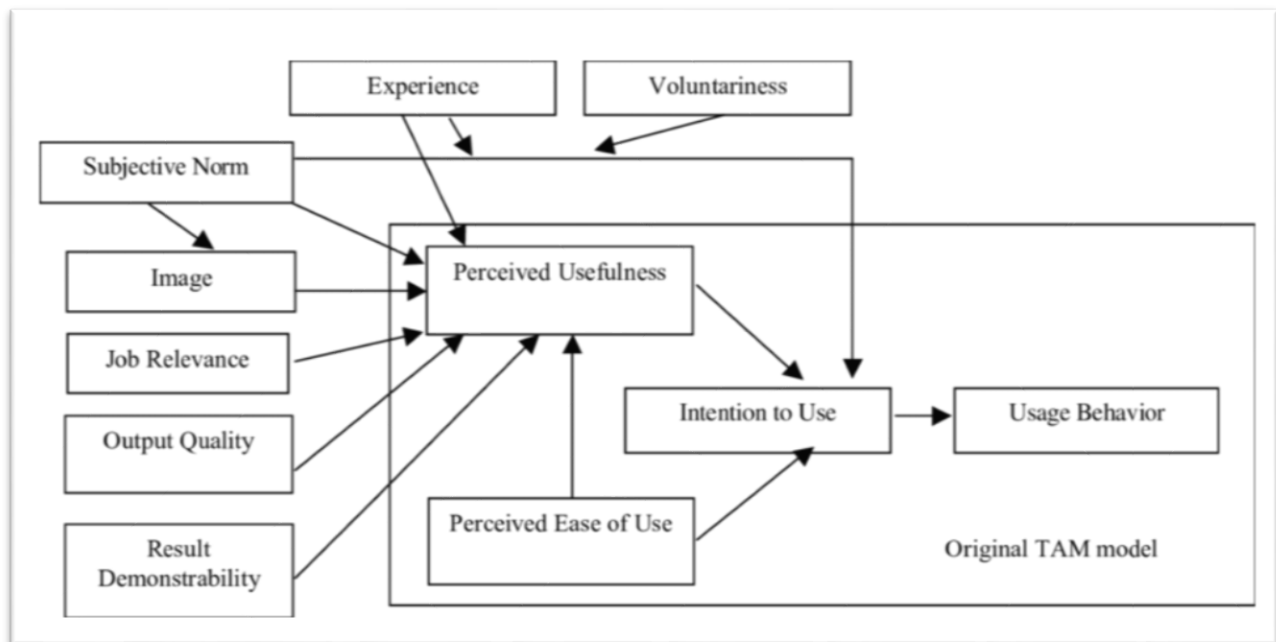 Experience
Voluntariness
Subjective Norm
Image
Perceived Usefulness
Job Relevance
Output Quality
Intention to Use
Usage Behavior
Perceived Ease of Use
Result
Demonstrability
Original TAM model